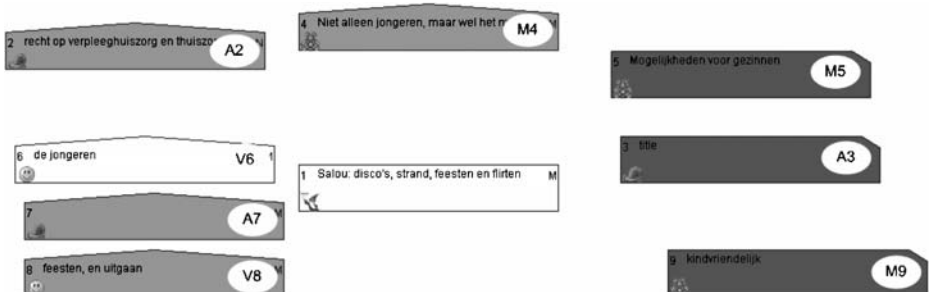 2 recht op verpleeghuiszorg en
A2
4 Niet alleen jongeren, maar wel het
M4
5 Mogelijkheden voor gezinnen
M5
6 de jongeren
V6 1
1 Salou: disco's, strand, feesten en flirten M
3 title
A3
7
A7
8 feesten, en uitgaan
V8
9 kindvriendelijk
M9